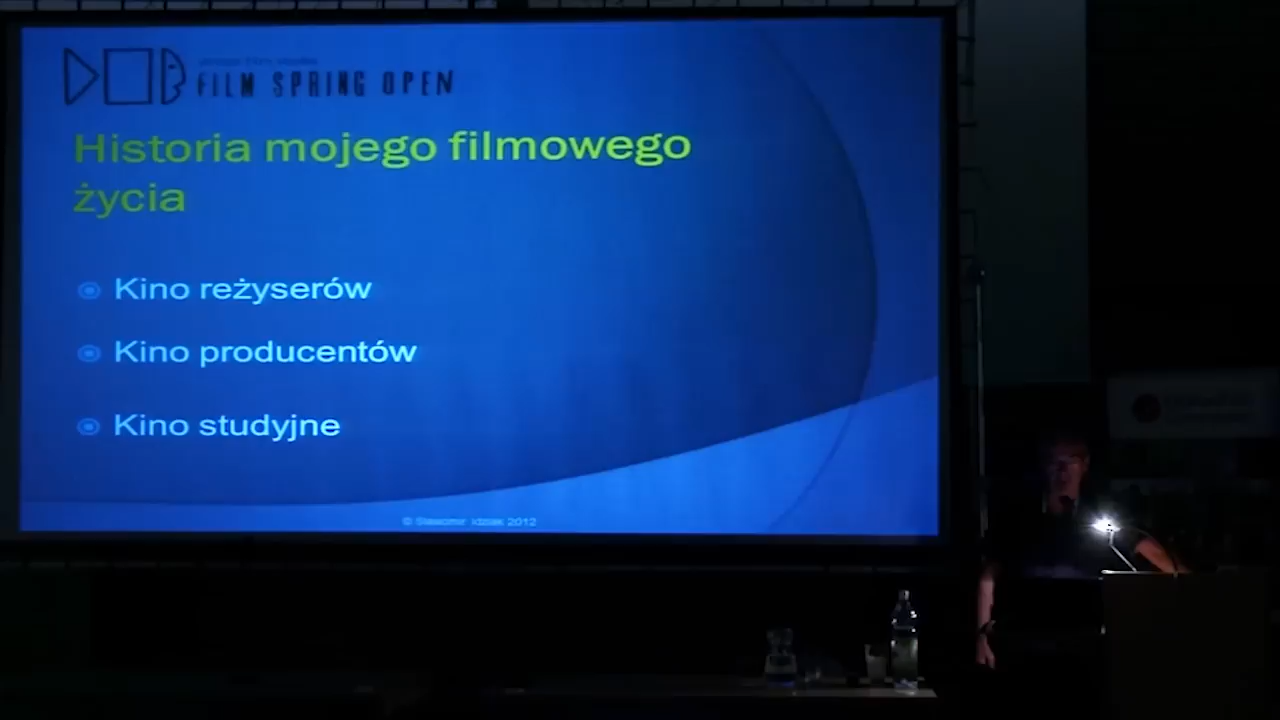 FILM SPRING OPEN
Historia mojego filmowego
życia
Kino reżyserów
Kino producentów
Kino studyjne
© Sławomir Idziak 2012